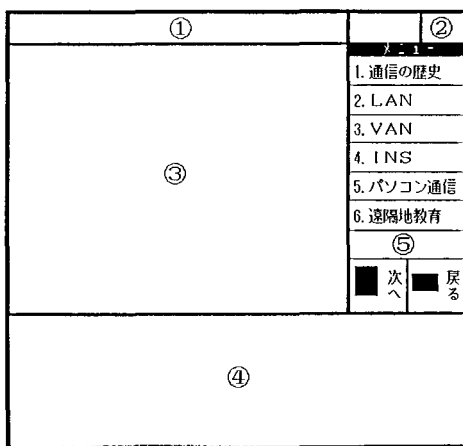 ①
②
メニュー
1. 通信の歴史
2. LAN
3. VAN
4. INS
5. パソコン通信
6. 遠隔地教育
③
⑤
次へ
戻る
④